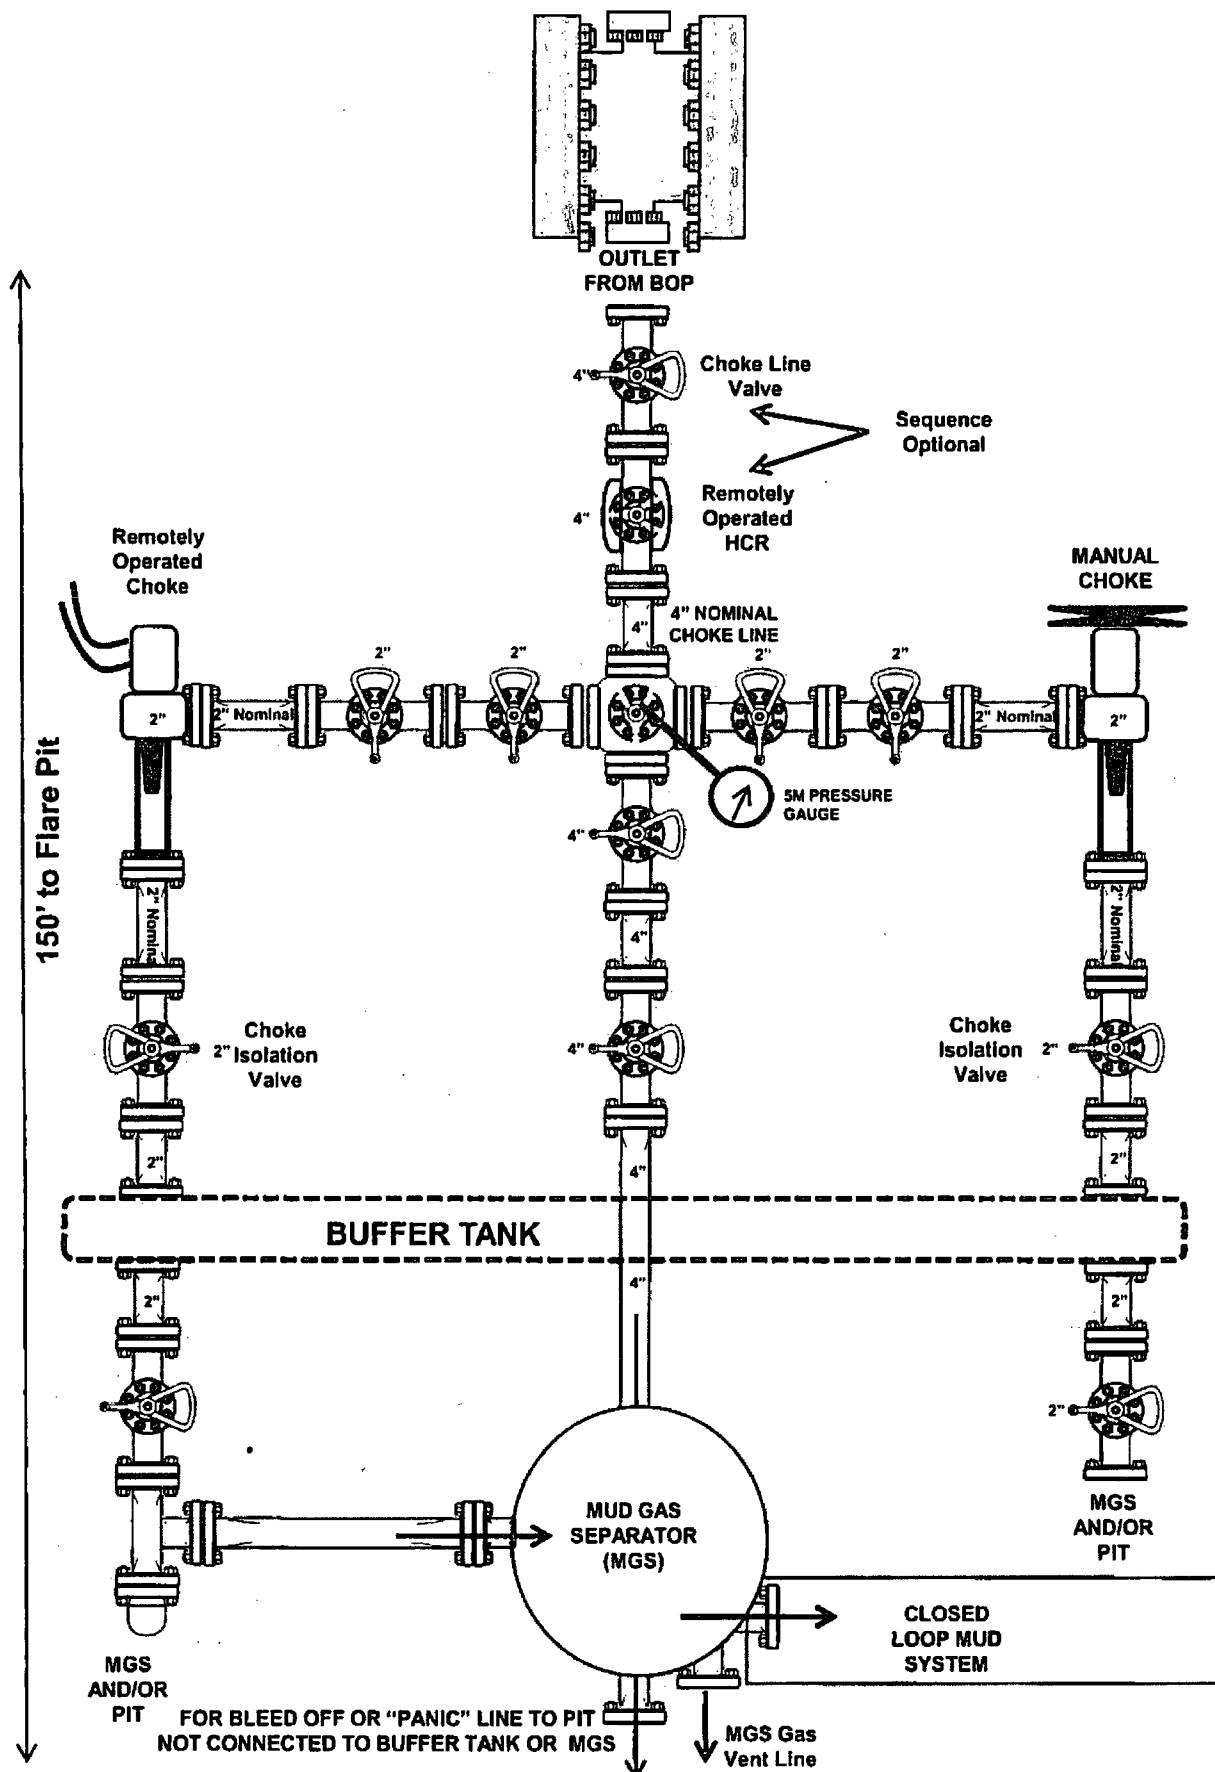 OUTLET
FROM BOP
4"
Choke Line
Valve
Sequence
Optional
4"
Remotely
Operated
HCR
Remotely
Operated
Choke
MANUAL
CHOKE
4"
4" NOMINAL
CHOKE LINE
2"
2"
2"
2"
2"
2" Nominal
2" Nominal
2"
5M PRESSURE
GAUGE
4"
150' to Flare Pit
2" Nominal
4"
2" Nominal
2"
Choke
Isolation
Valve
4"
Choke
Isolation
Valve
2"
2"
4"
2"
BUFFER TANK
2"
4"
2"
2"
MUD GAS
SEPARATOR
(MGS)
MGS
AND/OR
PIT
CLOSED
LOOP MUD
SYSTEM
MGS
AND/OR
PIT
FOR BLEED OFF OR "PANIC" LINE TO PIT
NOT CONNECTED TO BUFFER TANK OR MGS
MGS Gas
Vent Line